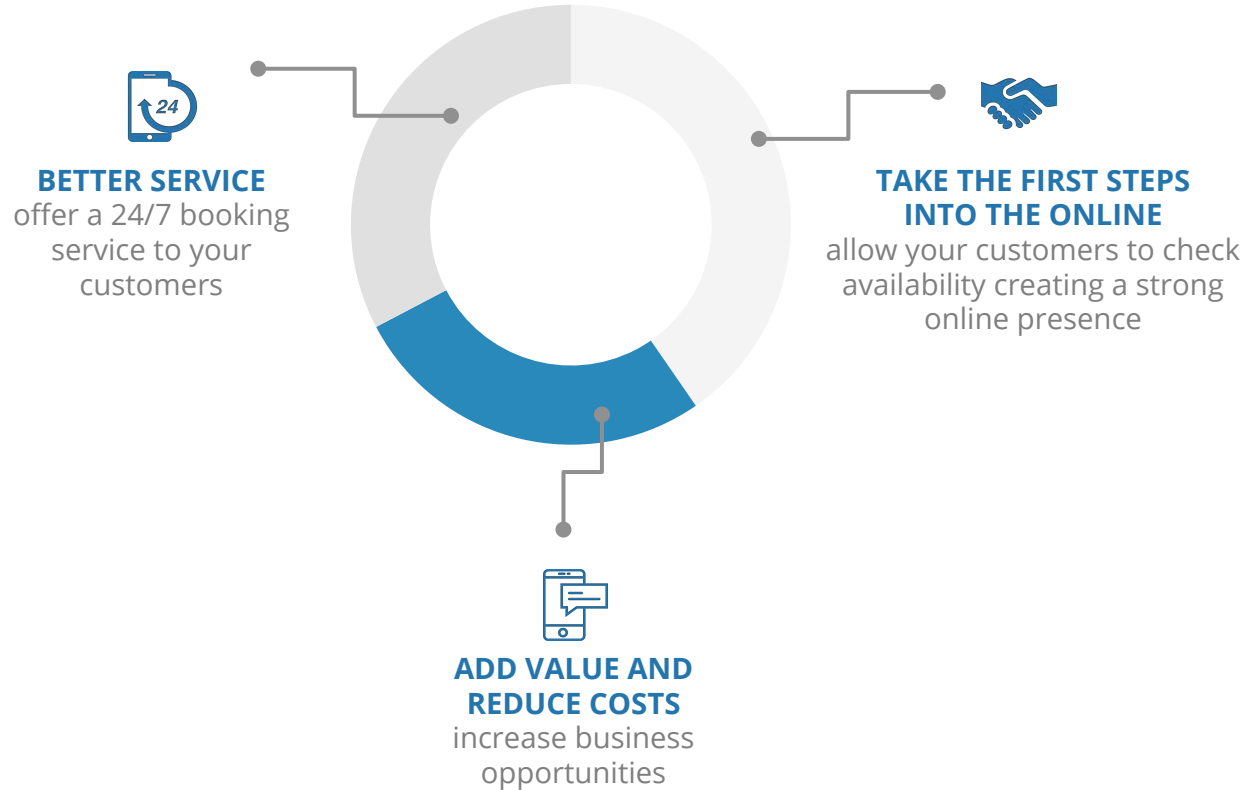 24
BETTER SERVICE
offer a 24/7 booking
service to your
customers
TAKE THE FIRST STEPS
INTO THE ONLINE
allow your customers to check
availability creating a strong
online presence
ADD VALUE AND
REDUCE COSTS
increase business
opportunities